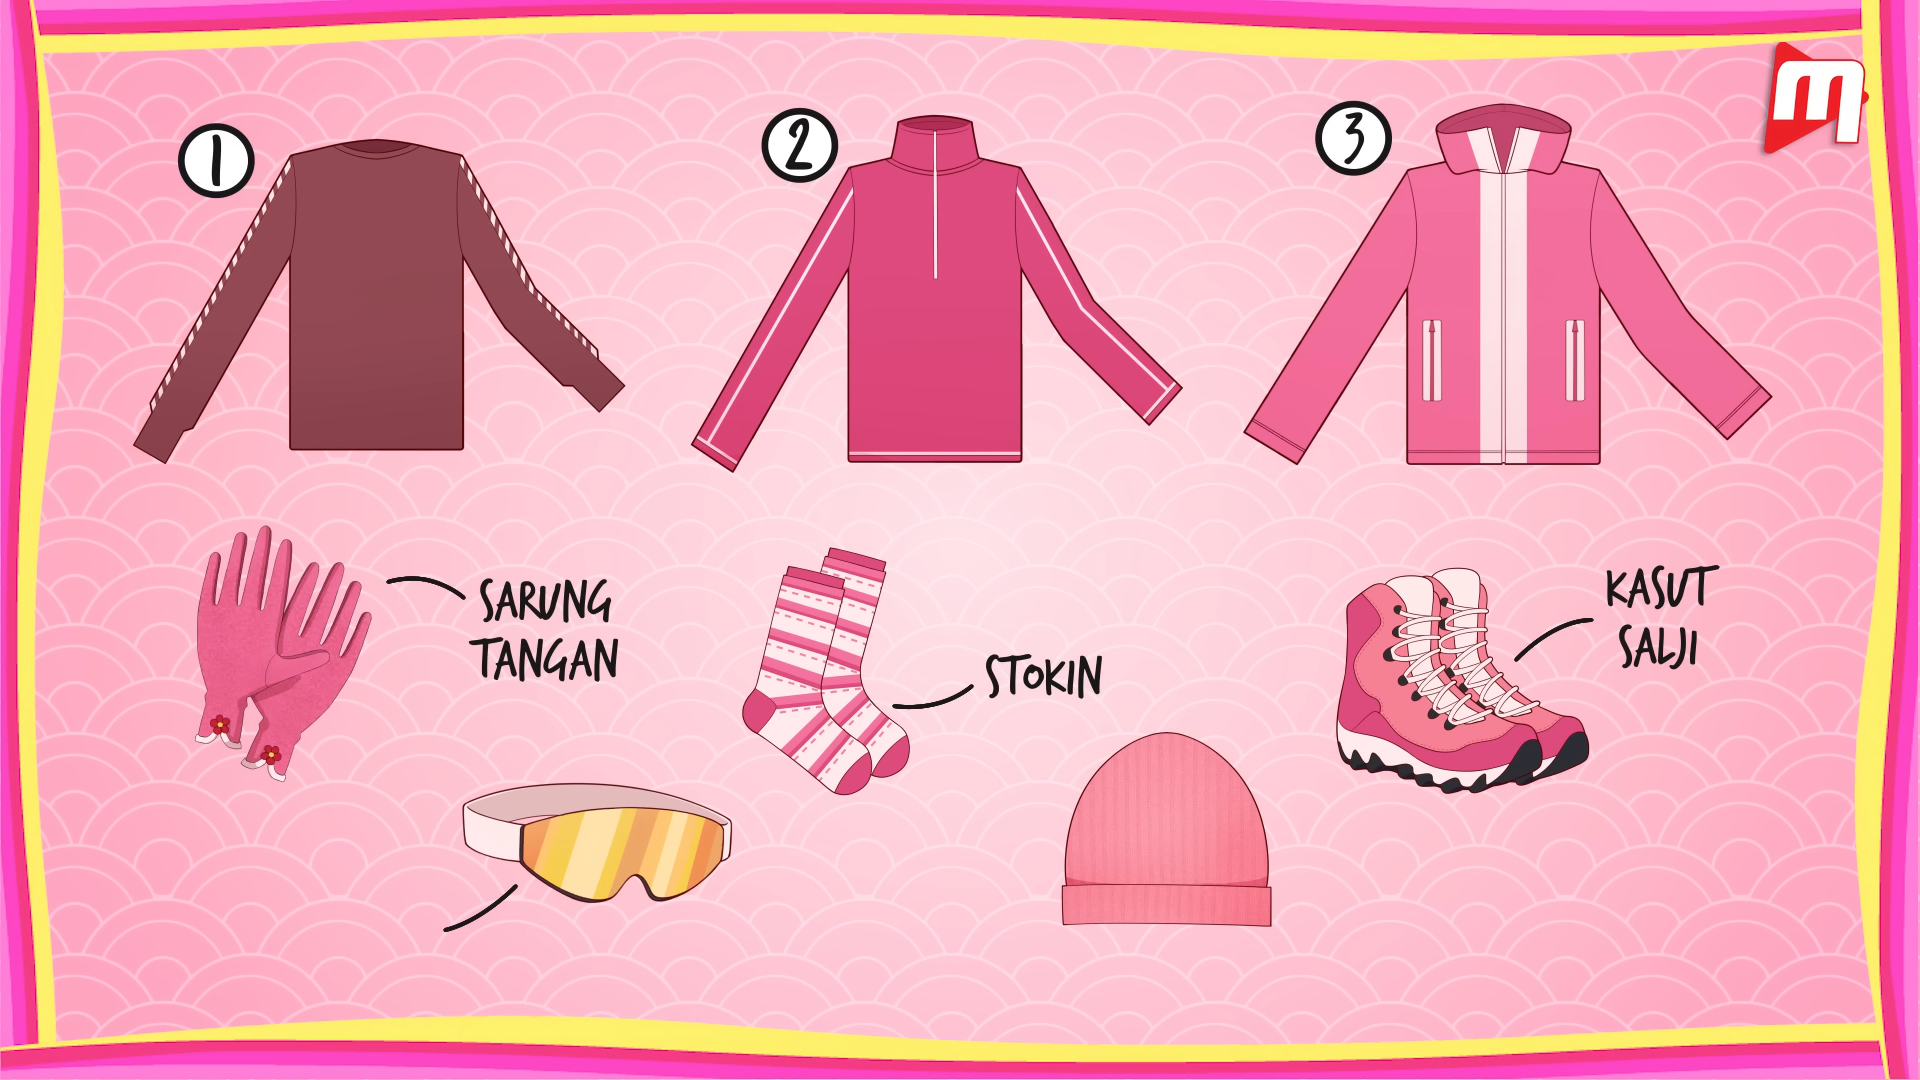 1
2
3
M
SARUNG
TANGAN
STOKIN
KASUT
SALJI